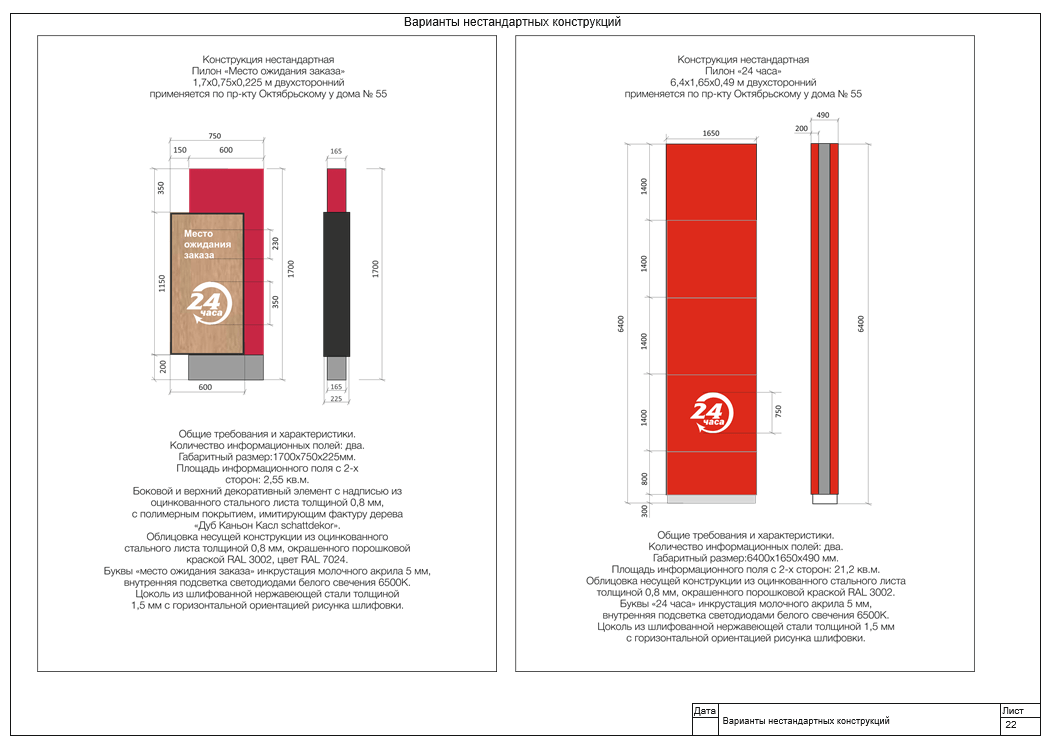 Варианты нестандартных конструкций
Конструкция нестандартная
Пилон «Место ожидания заказа»
1,7х0,75х0,225 м двухсторонний
применяется по пр-кту Октябрьскому у дома № 55
750
150
600
165
350
Место
ожидания
заказа
230
1150
1700
1700
24
часа
350
200
600
165
225
Общие требования и характеристики.
Количество информационных полей: два.
Габаритный размер:1700х750х225мм.
Площадь информационного поля с 2-х
сторон: 2,55 кв.м.
Боковой и верхний декоративный элемент с надписью из
оцинкованного стального листа толщиной 0,8 мм,
с полимерным покрытием, имитирующим фактуру дерева
«Дуб Каньон Касл schattdekor».
Облицовка несущей конструкции из оцинкованного
стального листа толщиной 0,8 мм, окрашенного порошковой
краской RAL 3002, цвет RAL 7024.
Буквы «место ожидания заказа» инкрустация молочного акрила 5 мм,
внутренняя подсветка светодиодами белого свечения 6500К.
Цоколь из шлифованной нержавеющей стали толщиной
1,5 мм с горизонтальной ориентацией рисунка шлифовки.
Конструкция нестандартная
Пилон «24 часа»
6,4х1,65х0,49 м двухсторонний
применяется по пр-кту Октябрьскому у дома № 55
490
200
1650
1400
1400
6400
6400
1400
1400
24
часа
750
800
300
Общие требования и характеристики.
Количество информационных полей: два.
Габаритный размер:6400х1650х490 мм.
Площадь информационного поля с 2-х сторон: 21,2 кв.м.
Облицовка несущей конструкции из оцинкованного стального листа
толщиной 0,8 мм, окрашенного порошковой краской RAL 3002.
Буквы «24 часа» инкрустация молочного акрила 5 мм,
внутренняя подсветка светодиодами белого свечения 6500К.
Цоколь из шлифованной нержавеющей стали толщиной 1,5 мм
с горизонтальной ориентацией рисунка шлифовки.
Дата
Варианты нестандартных конструкций
Лист
22